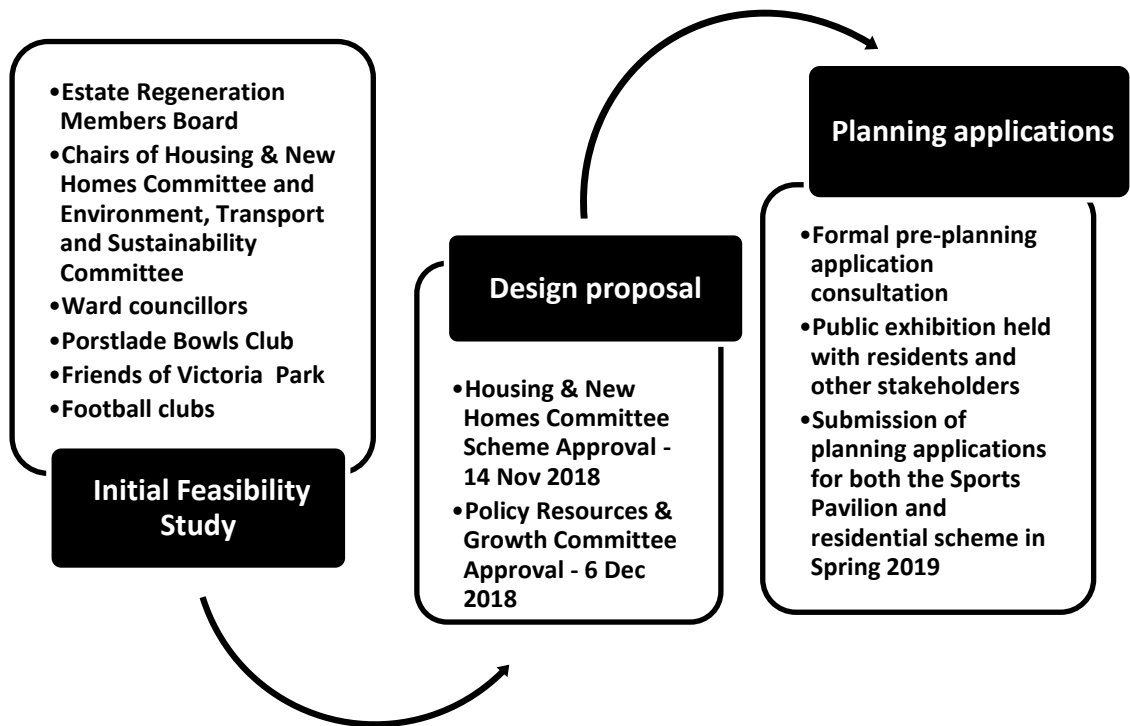 •Estate Regeneration
Members Board
•Chairs of Housing & New
Homes Committee and
Environment, Transport
and Sustainability
Committee
•Ward councillors
•Porstlade Bowls Club
•Friends of Victoria Park
•Football clubs
Initial Feasibility
Study
Design proposal
•Housing & New
Homes Committee
Scheme Approval -
14 Nov 2018
•Policy Resources &
Growth Committee
Approval - 6 Dec
2018
Planning applications
•Formal pre-planning
application
consultation
•Public exhibition held
with residents and
other stakeholders
•Submission of
planning applications
for both the Sports
Pavilion and
residential scheme in
Spring 2019